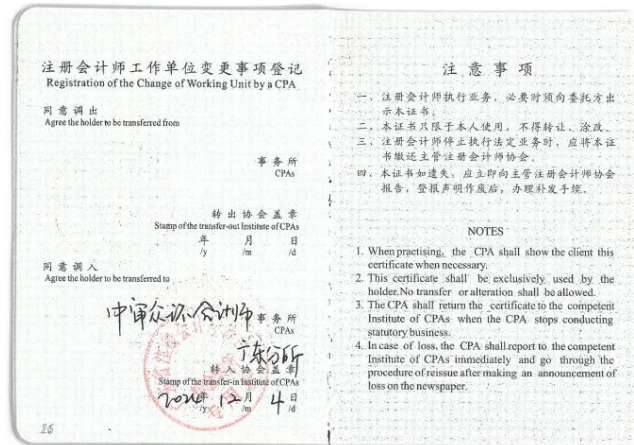 注册会计师工作单位变更事项登记
Registration of the Change of Working Unit by a CPA
同意调出
Agree the holder to be transferred from
事务所
CPAs
转出协会盖章
Stamp of the transfer-out Institute of CPAs
年 月 日
/y /m /d
同意调入
Agree the holder to be transferred to
中审众环会计师 事务所
CPAs
广东分所
转入协会盖章
Stamp of the transfer-in Institute of CPAs
2024年 12月 4日
/y /m /d
26
注意事项
一、注册会计师执行业务，必要时须向委托方出
示本证书。
二、本证书只限于本人使用，不得转让、涂改。
三、注册会计师停止执行法定业务时，应将本证
书缴还主管注册会计师协会。
四、本证书如遗失，应立即向主管注册会计师协会
报告，登报声明作废后，办理补发手续。
NOTES
1. When practising, the CPA shall show the client this
certificate when necessary.
2. This certificate shall be exclusively used by the
holder. No transfer or alteration shall be allowed.
3. The CPA shall return the certificate to the competent
Institute of CPAs when the CPA stops conducting
statutory business.
4. In case of loss, the CPA shall report to the competent
Institute of CPAs immediately and go through the
procedure of reissue after making an announcement of
loss on the newspaper.